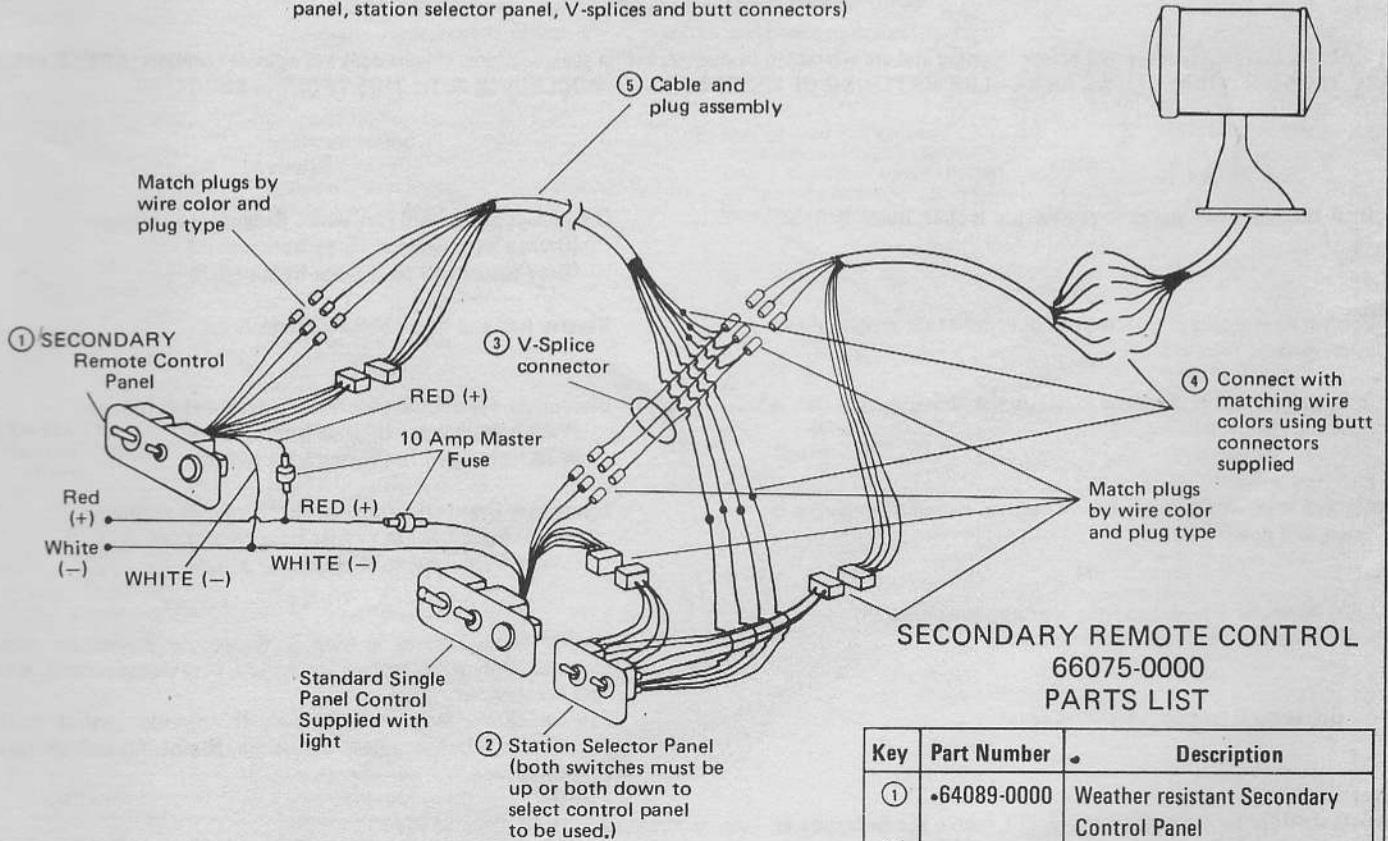 panel, station selector panel, V-splices and butt connectors)
⑤ Cable and
plug assembly
Match plugs by
wire color and
plug type
① SECONDARY
Remote Control
Panel
③ V-Splice
connector
RED (+)
④ Connect with
matching wire
colors using butt
connectors
supplied
10 Amp Master
Fuse
Red
(+)
RED (+)
White
(—)
WHITE (—)
WHITE (—)
Match plugs
by wire color
and plug type
Standard Single
Panel Control
Supplied with
light
② Station Selector Panel
(both switches must be
up or both down to
select control panel
to be used.)
SECONDARY REMOTE CONTROL
66075-0000
PARTS LIST
Key Part Number Description
① •64089-0000 Weather resistant Secondary
Control Panel